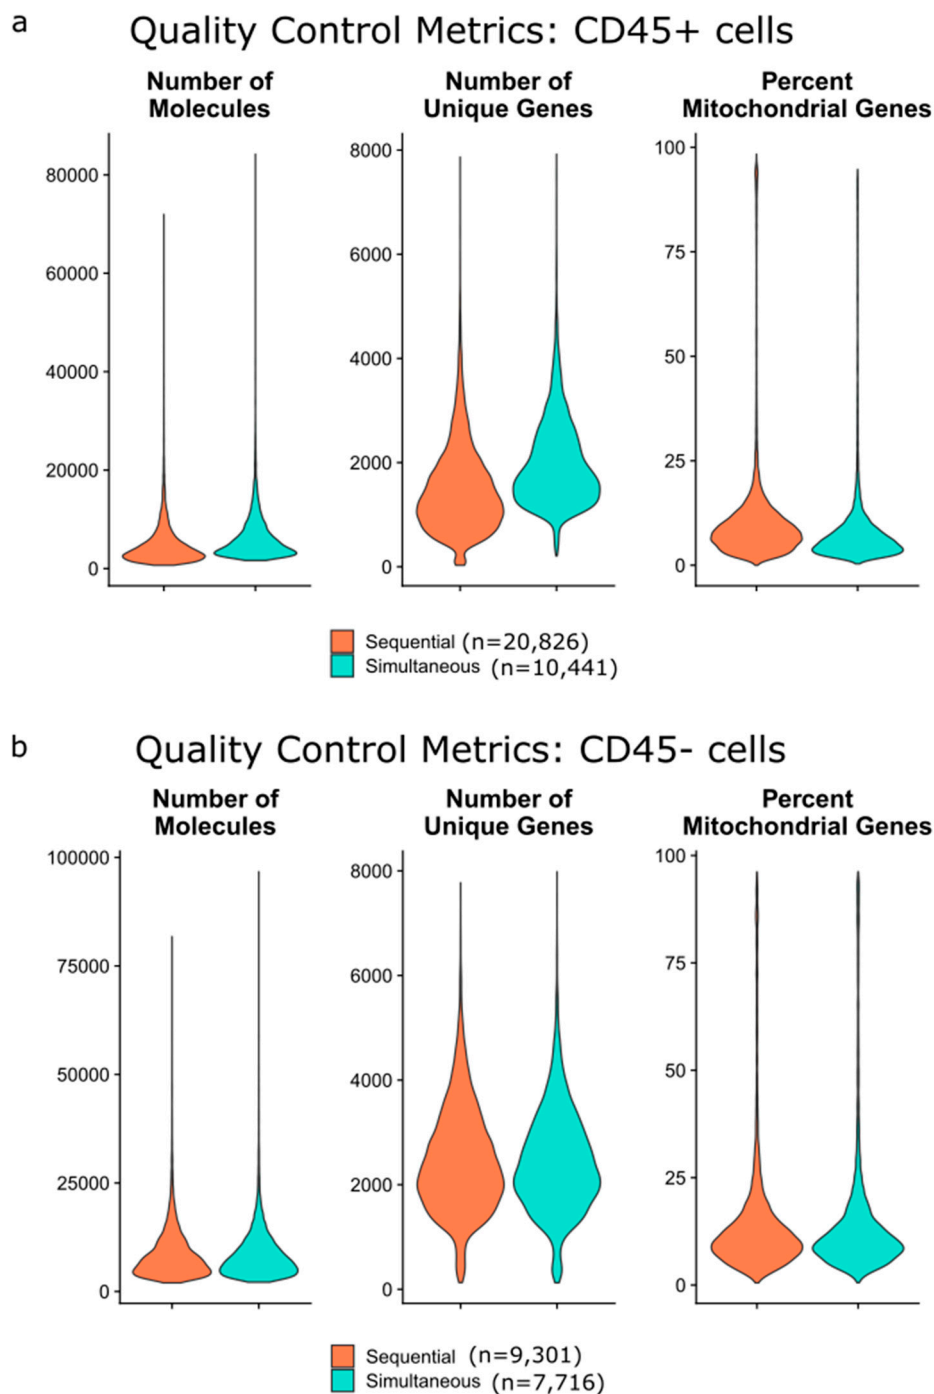 a
Quality Control Metrics: CD45+ cells
Number of
Molecules
Number of
Unique Genes
Percent
Mitochondrial Genes
80000
60000
40000
20000
0
8000
6000
4000
2000
0
100
75
50
25
0
Sequential (n=20,826)
Simultaneous (n=10,441)
b
Quality Control Metrics: CD45- cells
Number of
Molecules
Number of
Unique Genes
Percent
Mitochondrial Genes
100000
75000
50000
25000
0
8000
6000
4000
2000
0
100
75
50
25
0
Sequential (n=9,301)
Simultaneous (n=7,716)